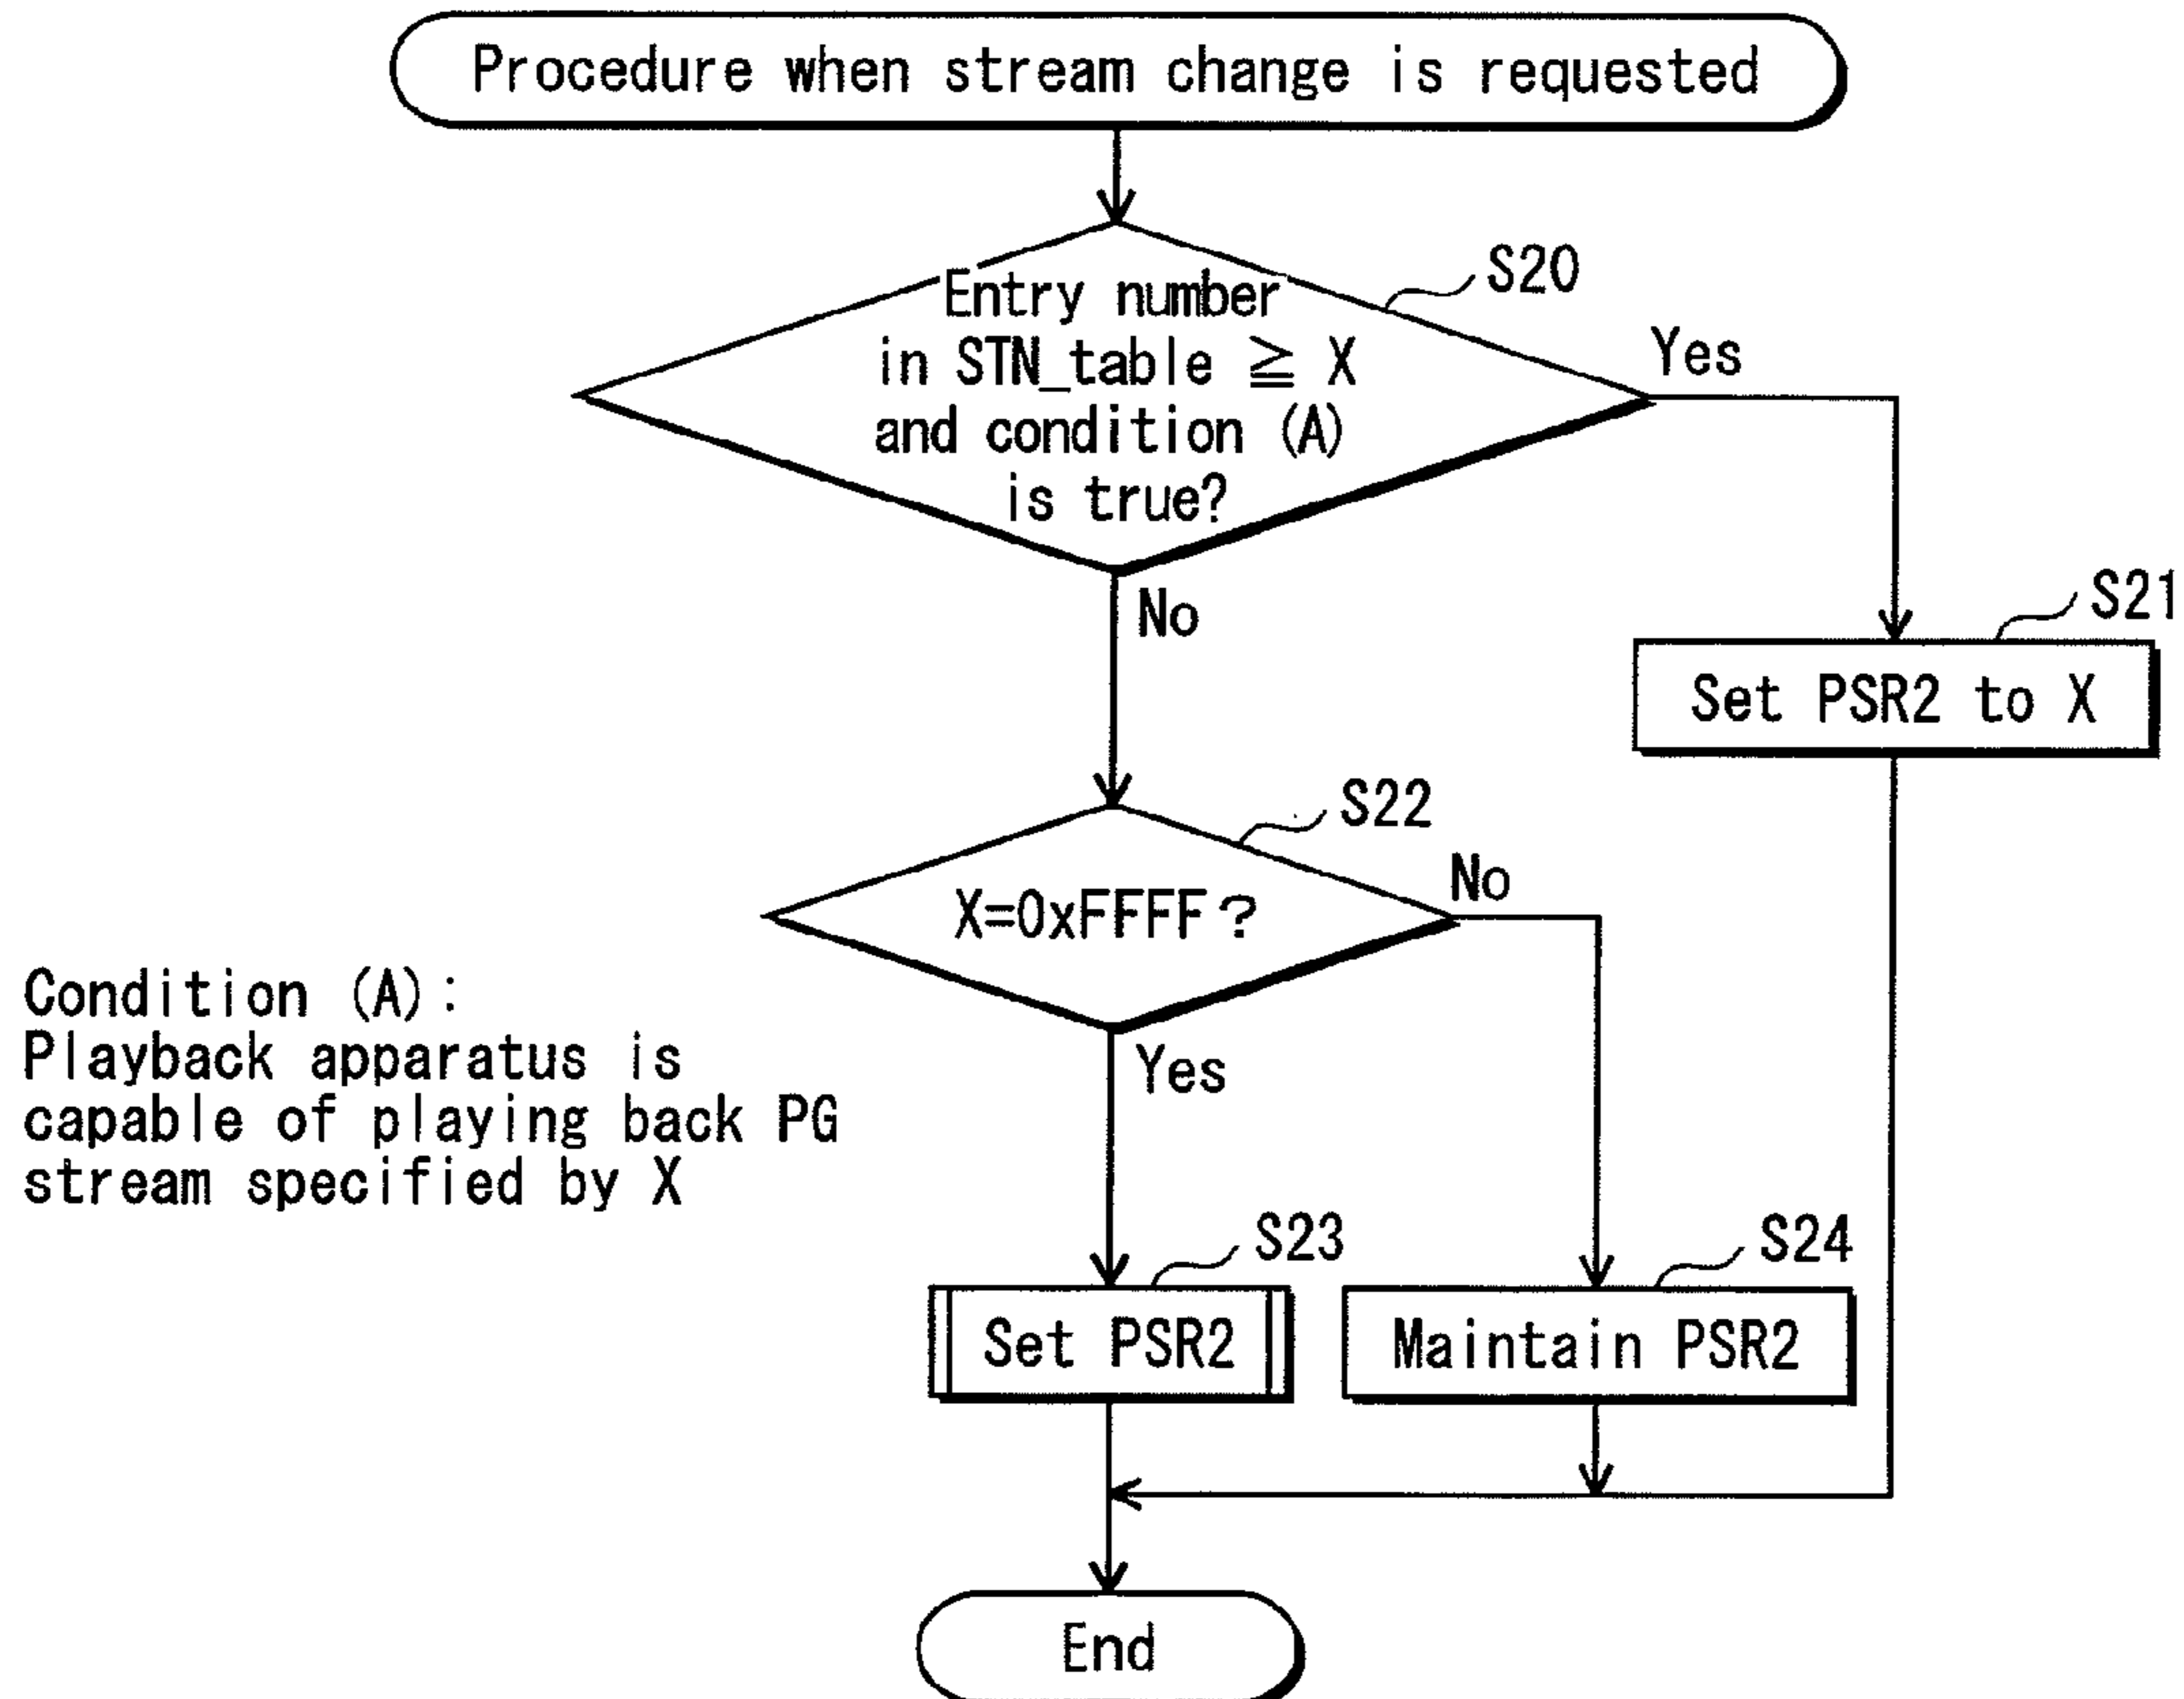 Procedure when stream change is requested
S20
Entry number
in STN_table ≧ X
and condition (A)
is true?
Yes
No
S21
Set PSR2 to X
S22
X=0xFFFF?
No
Yes
Condition (A):
Playback apparatus is
capable of playing back PG
stream specified by X
S23
Set PSR2
S24
Maintain PSR2
End